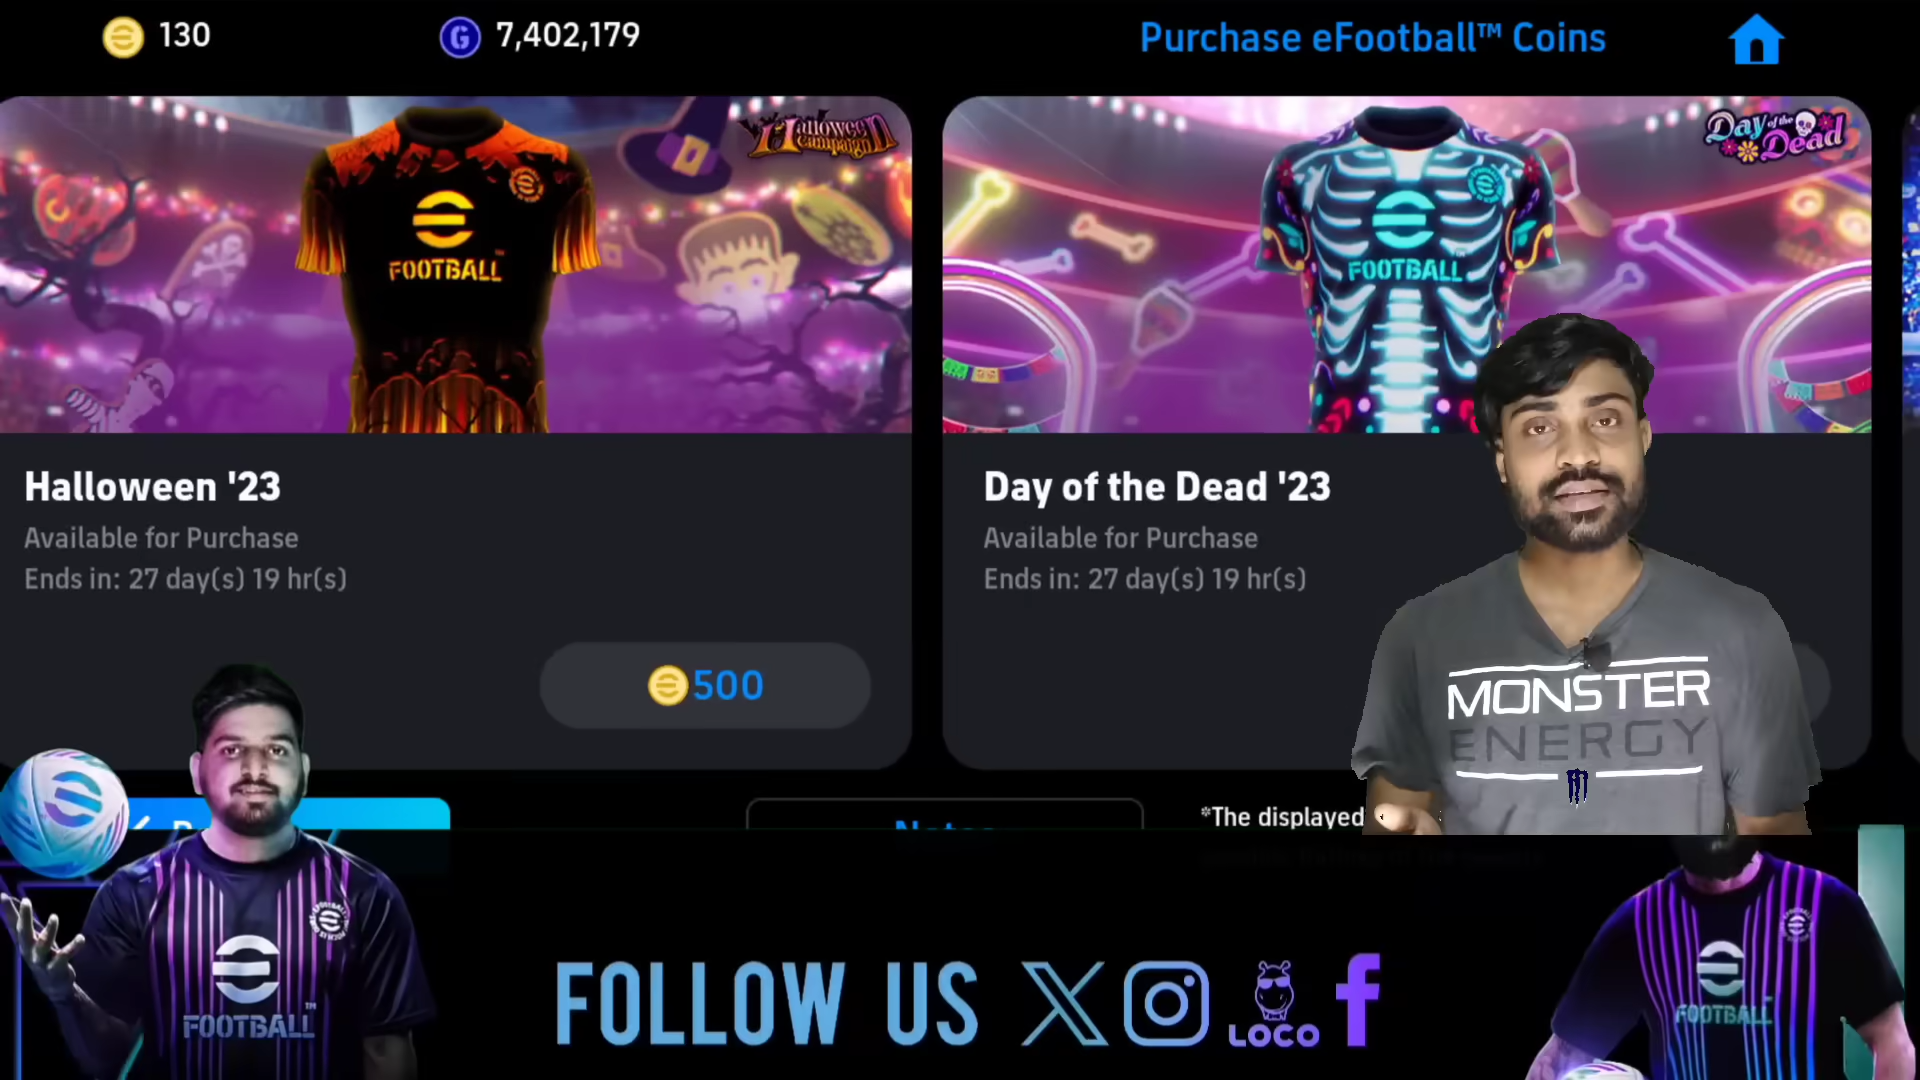 130
7,402,179
Purchase eFootball™ Coins
Halloween Campaign
FOOTBALL™
Day of the Dead
FOOTBALL
Halloween '23
Available for Purchase
Ends in: 27 day(s) 19 hr(s)
500
Day of the Dead '23
Available for Purchase
Ends in: 27 day(s) 19 hr(s)
MONSTER
ENERGY
*The displayed
FOOTBALL™
FOLLOW US
LOCO
FOOTBALL